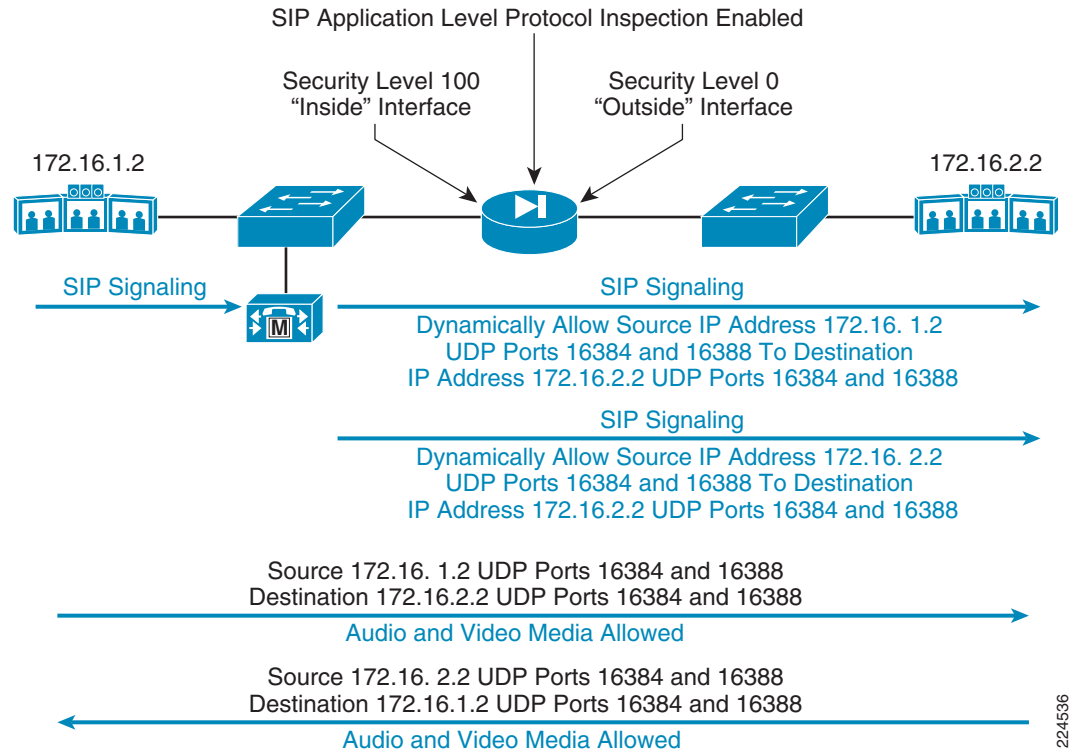 SIP Application Level Protocol Inspection Enabled
Security Level 100
“Inside” Interface
Security Level 0
“Outside” Interface
172.16.1.2
172.16.2.2
M
SIP Signaling
SIP Signaling
Dynamically Allow Source IP Address 172.16. 1.2
UDP Ports 16384 and 16388 To Destination
IP Address 172.16.2.2 UDP Ports 16384 and 16388
SIP Signaling
Dynamically Allow Source IP Address 172.16. 2.2
UDP Ports 16384 and 16388 To Destination
IP Address 172.16.2.2 UDP Ports 16384 and 16388
Source 172.16. 1.2 UDP Ports 16384 and 16388
Destination 172.16.2.2 UDP Ports 16384 and 16388
Audio and Video Media Allowed
Source 172.16. 2.2 UDP Ports 16384 and 16388
Destination 172.16.1.2 UDP Ports 16384 and 16388
Audio and Video Media Allowed
224536